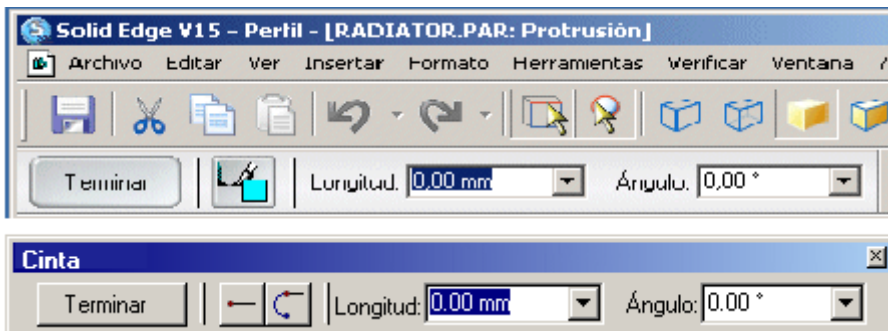 Solid Edge V15 - Perfil - [RADIATOR.PAR: Protrusión]
Archivo Editar Ver Insertar Formato Herramientas Verificar Ventana
Terminar Longitud: 0,00 mm Ángulo: 0,00 °
Cinta
Terminar Longitud: 0.00 mm Ángulo: 0.00 °